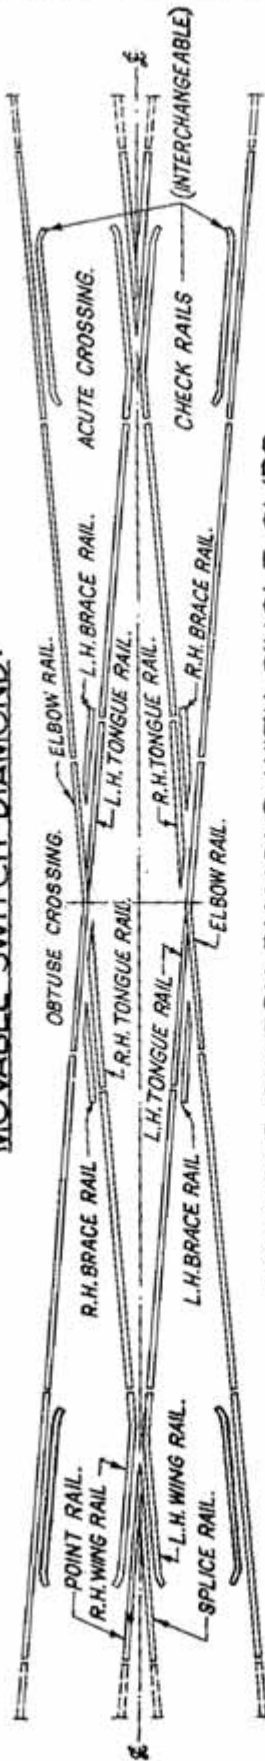 MOVABLE SWITCH DIAMOND.
OBTUSE CROSSING.
ELBOW RAIL.
L.H. BRACE RAIL.
ACUTE CROSSING.
(INTERCHANGEABLE)
R.H. BRACE RAIL
L.H. TONGUE RAIL.
POINT RAIL.
R.H. WING RAIL
R.H. TONGUE RAIL.
L.H. TONGUE RAIL
R.H. TONGUE RAIL.
CHECK RAILS
L.H. WING RAIL.
SPLICE RAIL.
L.H. BRACE RAIL
ELBOW RAIL.
R.H. BRACE RAIL.